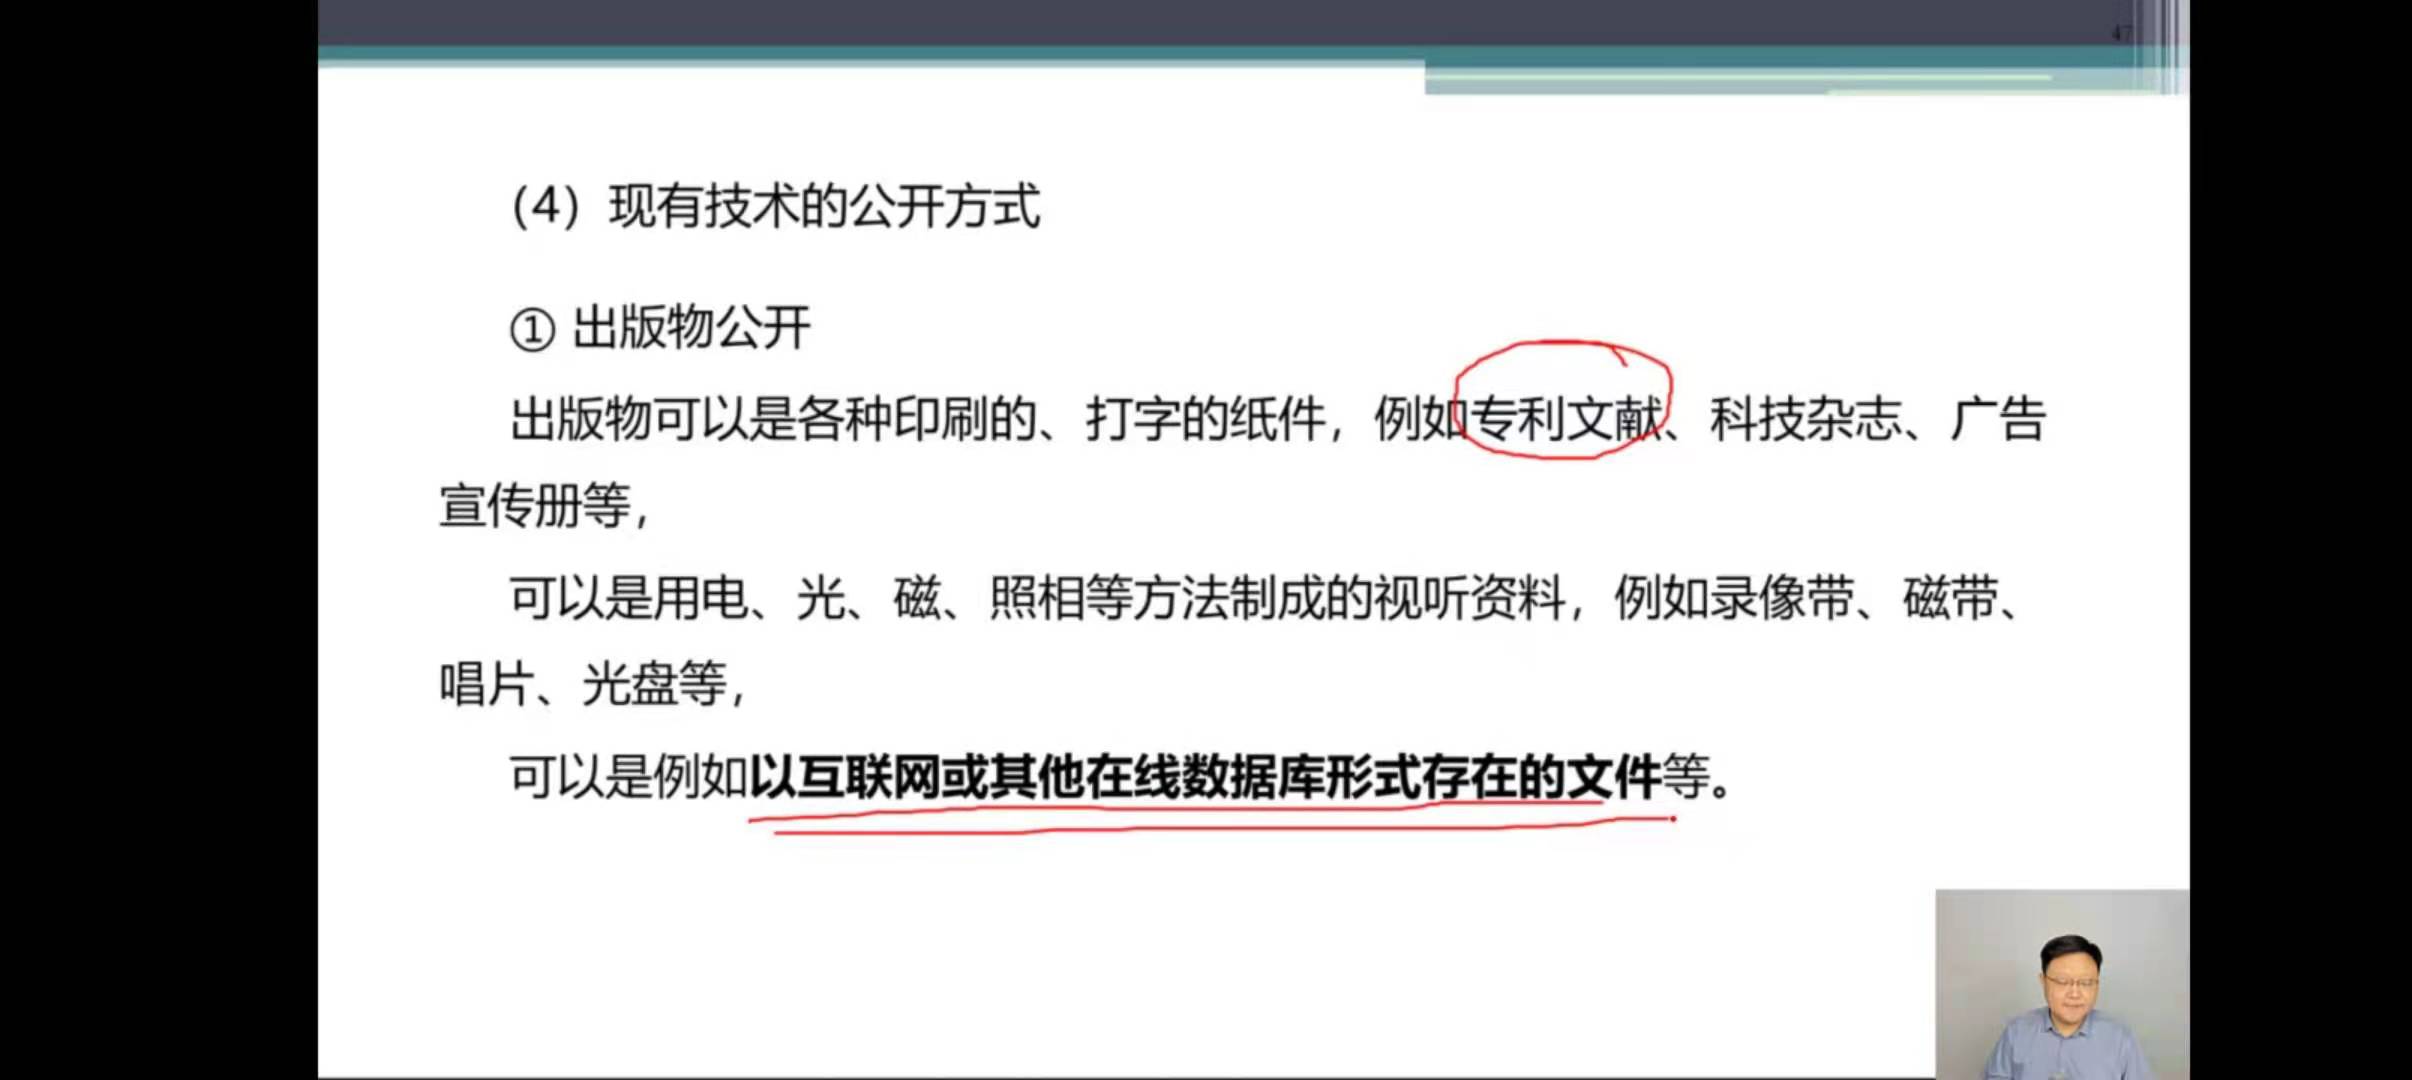 47
（4）现有技术的公开方式
① 出版物公开
出版物可以是各种印刷的、打字的纸件，例如专利文献、科技杂志、广告
宣传册等，
可以是用电、光、磁、照相等方法制成的视听资料，例如录像带、磁带、
唱片、光盘等，
可以是例如以互联网或其他在线数据库形式存在的文件等。